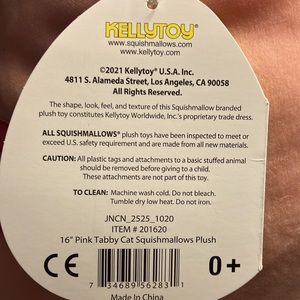 KELLYTOY
www.squishmallows.com
www.kellytoy.com
©2021 Kellytoy® U.S.A. Inc.
4811 S. Alameda Street, Los Angeles, CA 90058
All Rights Reserved.
The shape, look, feel, and texture of this Squishmallow branded
plush toy constitutes Kellytoy Worldwide, Inc.'s proprietary trade dress.
ALL SQUISHMALLOWS® plush toys have been inspected to meet or
exceed U.S. safety requirement and are made from all new materials.
CAUTION: All plastic tags and attachments to a basic stuffed animal
should be removed before giving to a child.
These attachments are not part of this toy.
TO CLEAN: Machine wash cold. Do not bleach.
Tumble dry low heat. Do not iron.
JNCN_2525_1020
ITEM # 201620
16" Pink Tabby Cat Squishmallows Plush
CE
0+
7 34689 56283 1
Made In China